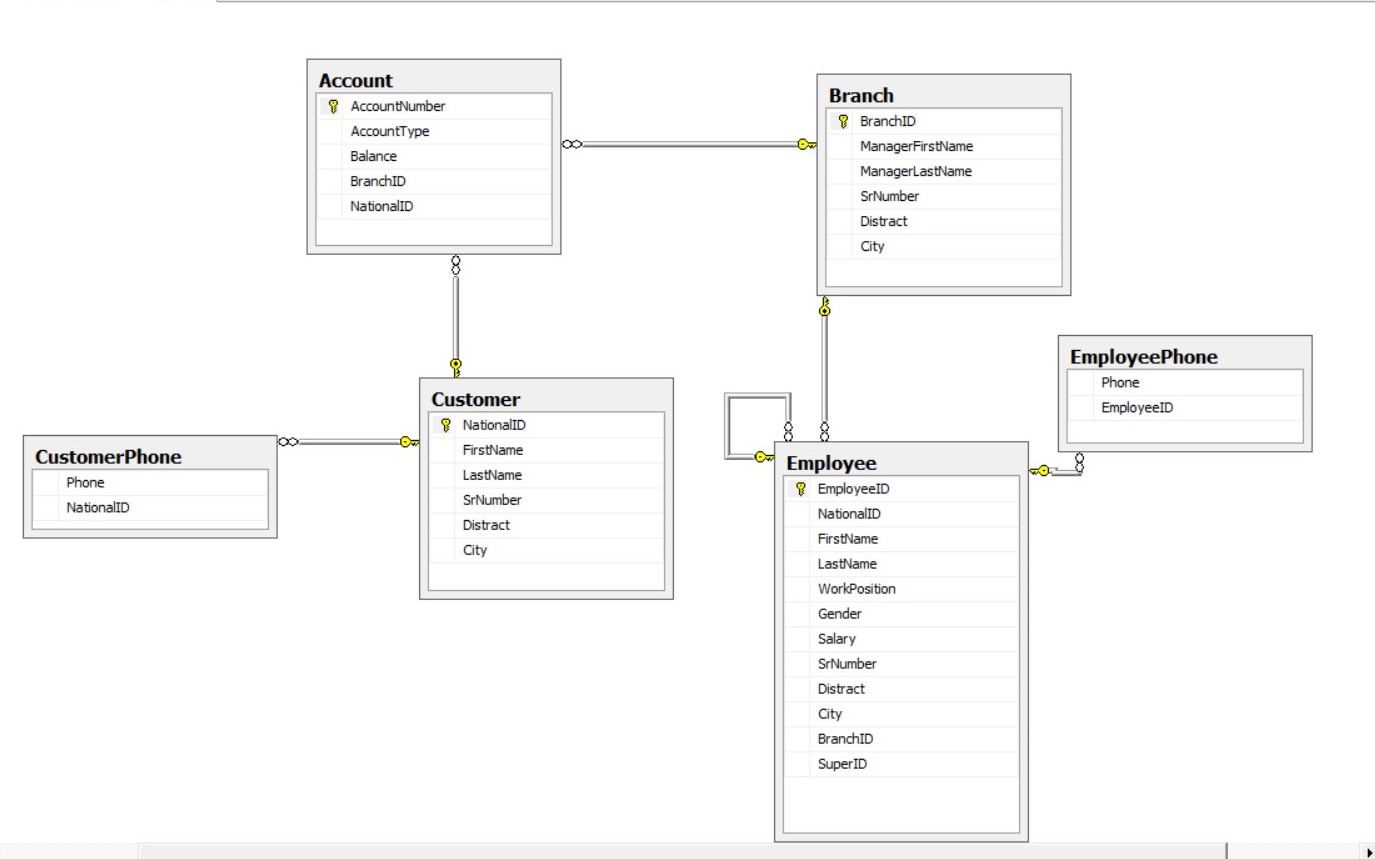 Account
AccountNumber
AccountType
Balance
BranchID
NationalID
Branch
BranchID
ManagerFirstName
ManagerLastName
SrNumber
Distract
City
EmployeePhone
Phone
EmployeeID
Customer
NationalID
FirstName
LastName
SrNumber
Distract
City
CustomerPhone
Phone
NationalID
Employee
EmployeeID
NationalID
FirstName
LastName
WorkPosition
Gender
Salary
SrNumber
Distract
City
BranchID
SuperID